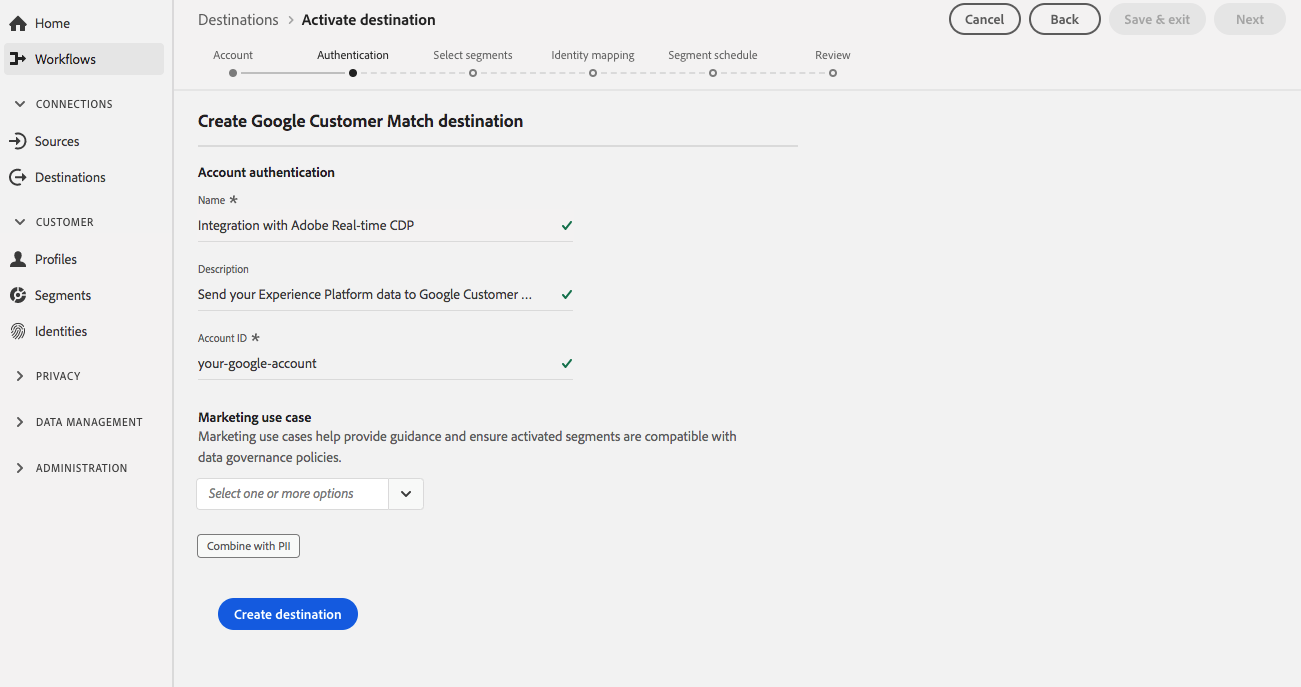 Home
Workflows
CONNECTIONS
Sources
Destinations
CUSTOMER
Profiles
Segments
Identities
PRIVACY
DATA MANAGEMENT
ADMINISTRATION
Destinations > Activate destination
Cancel
Back
Save & exit
Next
Account
Authentication
Select segments
Identity mapping
Segment schedule
Review
Create Google Customer Match destination
Account authentication
Name *
Integration with Adobe Real-time CDP
Description
Send your Experience Platform data to Google Customer ...
Account ID *
your-google-account
Marketing use case
Marketing use cases help provide guidance and ensure activated segments are compatible with
data governance policies.
Select one or more options
Combine with PII
Create destination